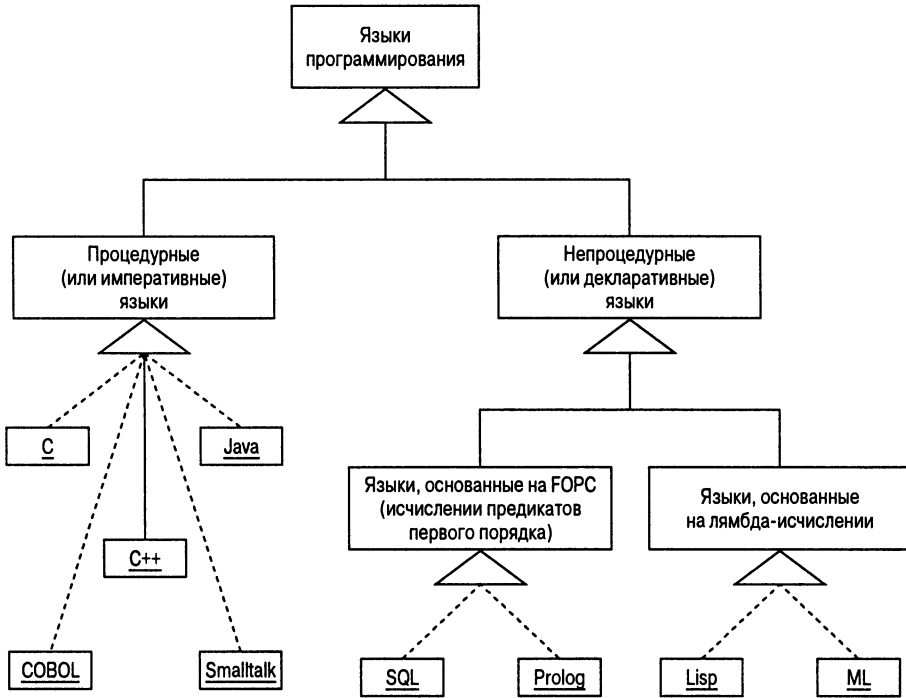 Языки
программирования
Процедурные
(или императивные)
языки
Непроцедурные
(или декларативные)
языки
C
Java
Языки, основанные на FOPC
(исчислении предикатов
первого порядка)
Языки, основанные
на лямбда-исчислении
C++
COBOL
Smalltalk
SQL
Prolog
Lisp
ML